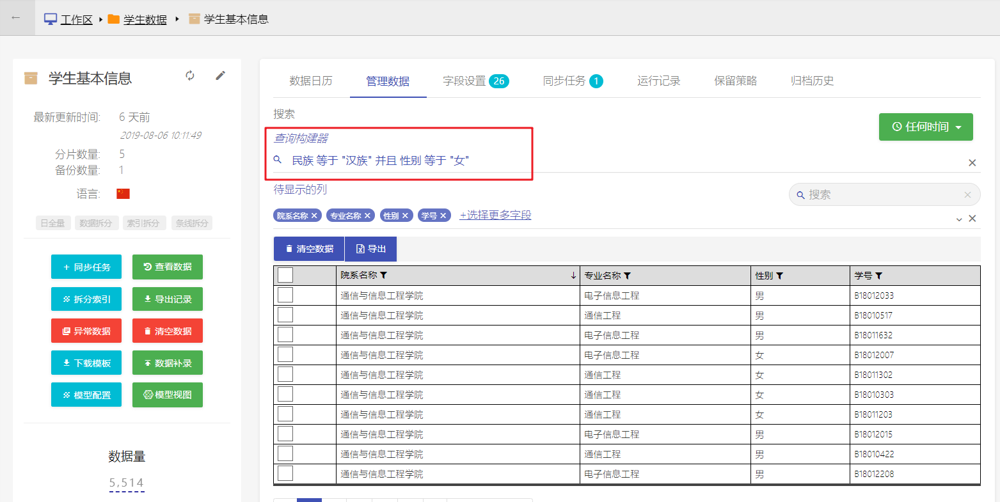 工作区 学生数据 学生基本信息
学生基本信息
最新更新时间: 6 天前
2019-08-06 10:11:49
分片数量: 5
备份数量: 1
语言:
日全量 数据拆分 索引拆分 条线拆分
+ 同步任务 查看数据
拆分索引 导出记录
异常数据 清空数据
下载模板 数据补录
模型配置 模型视图
数据量
5,514
数据日历 管理数据 字段设置 26 同步任务 1 运行记录 保留策略 归档历史
搜索
任何时间
查询构建器
民族 等于 "汉族" 并且 性别 等于 "女"
待显示的列
搜索
院系名称 专业名称 性别 学号 +选择更多字段
清空数据 导出
院系名称 专业名称 性别 学号
通信与信息工程学院 电子信息工程 男 B18012033
通信与信息工程学院 通信工程 男 B18010517
通信与信息工程学院 电子信息工程 男 B18011632
通信与信息工程学院 电子信息工程 女 B18012007
通信与信息工程学院 通信工程 女 B18011302
通信与信息工程学院 通信工程 女 B18010303
通信与信息工程学院 通信工程 女 B18011203
通信与信息工程学院 电子信息工程 男 B18012015
通信与信息工程学院 通信工程 男 B18010422
通信与信息工程学院 电子信息工程 男 B18012208